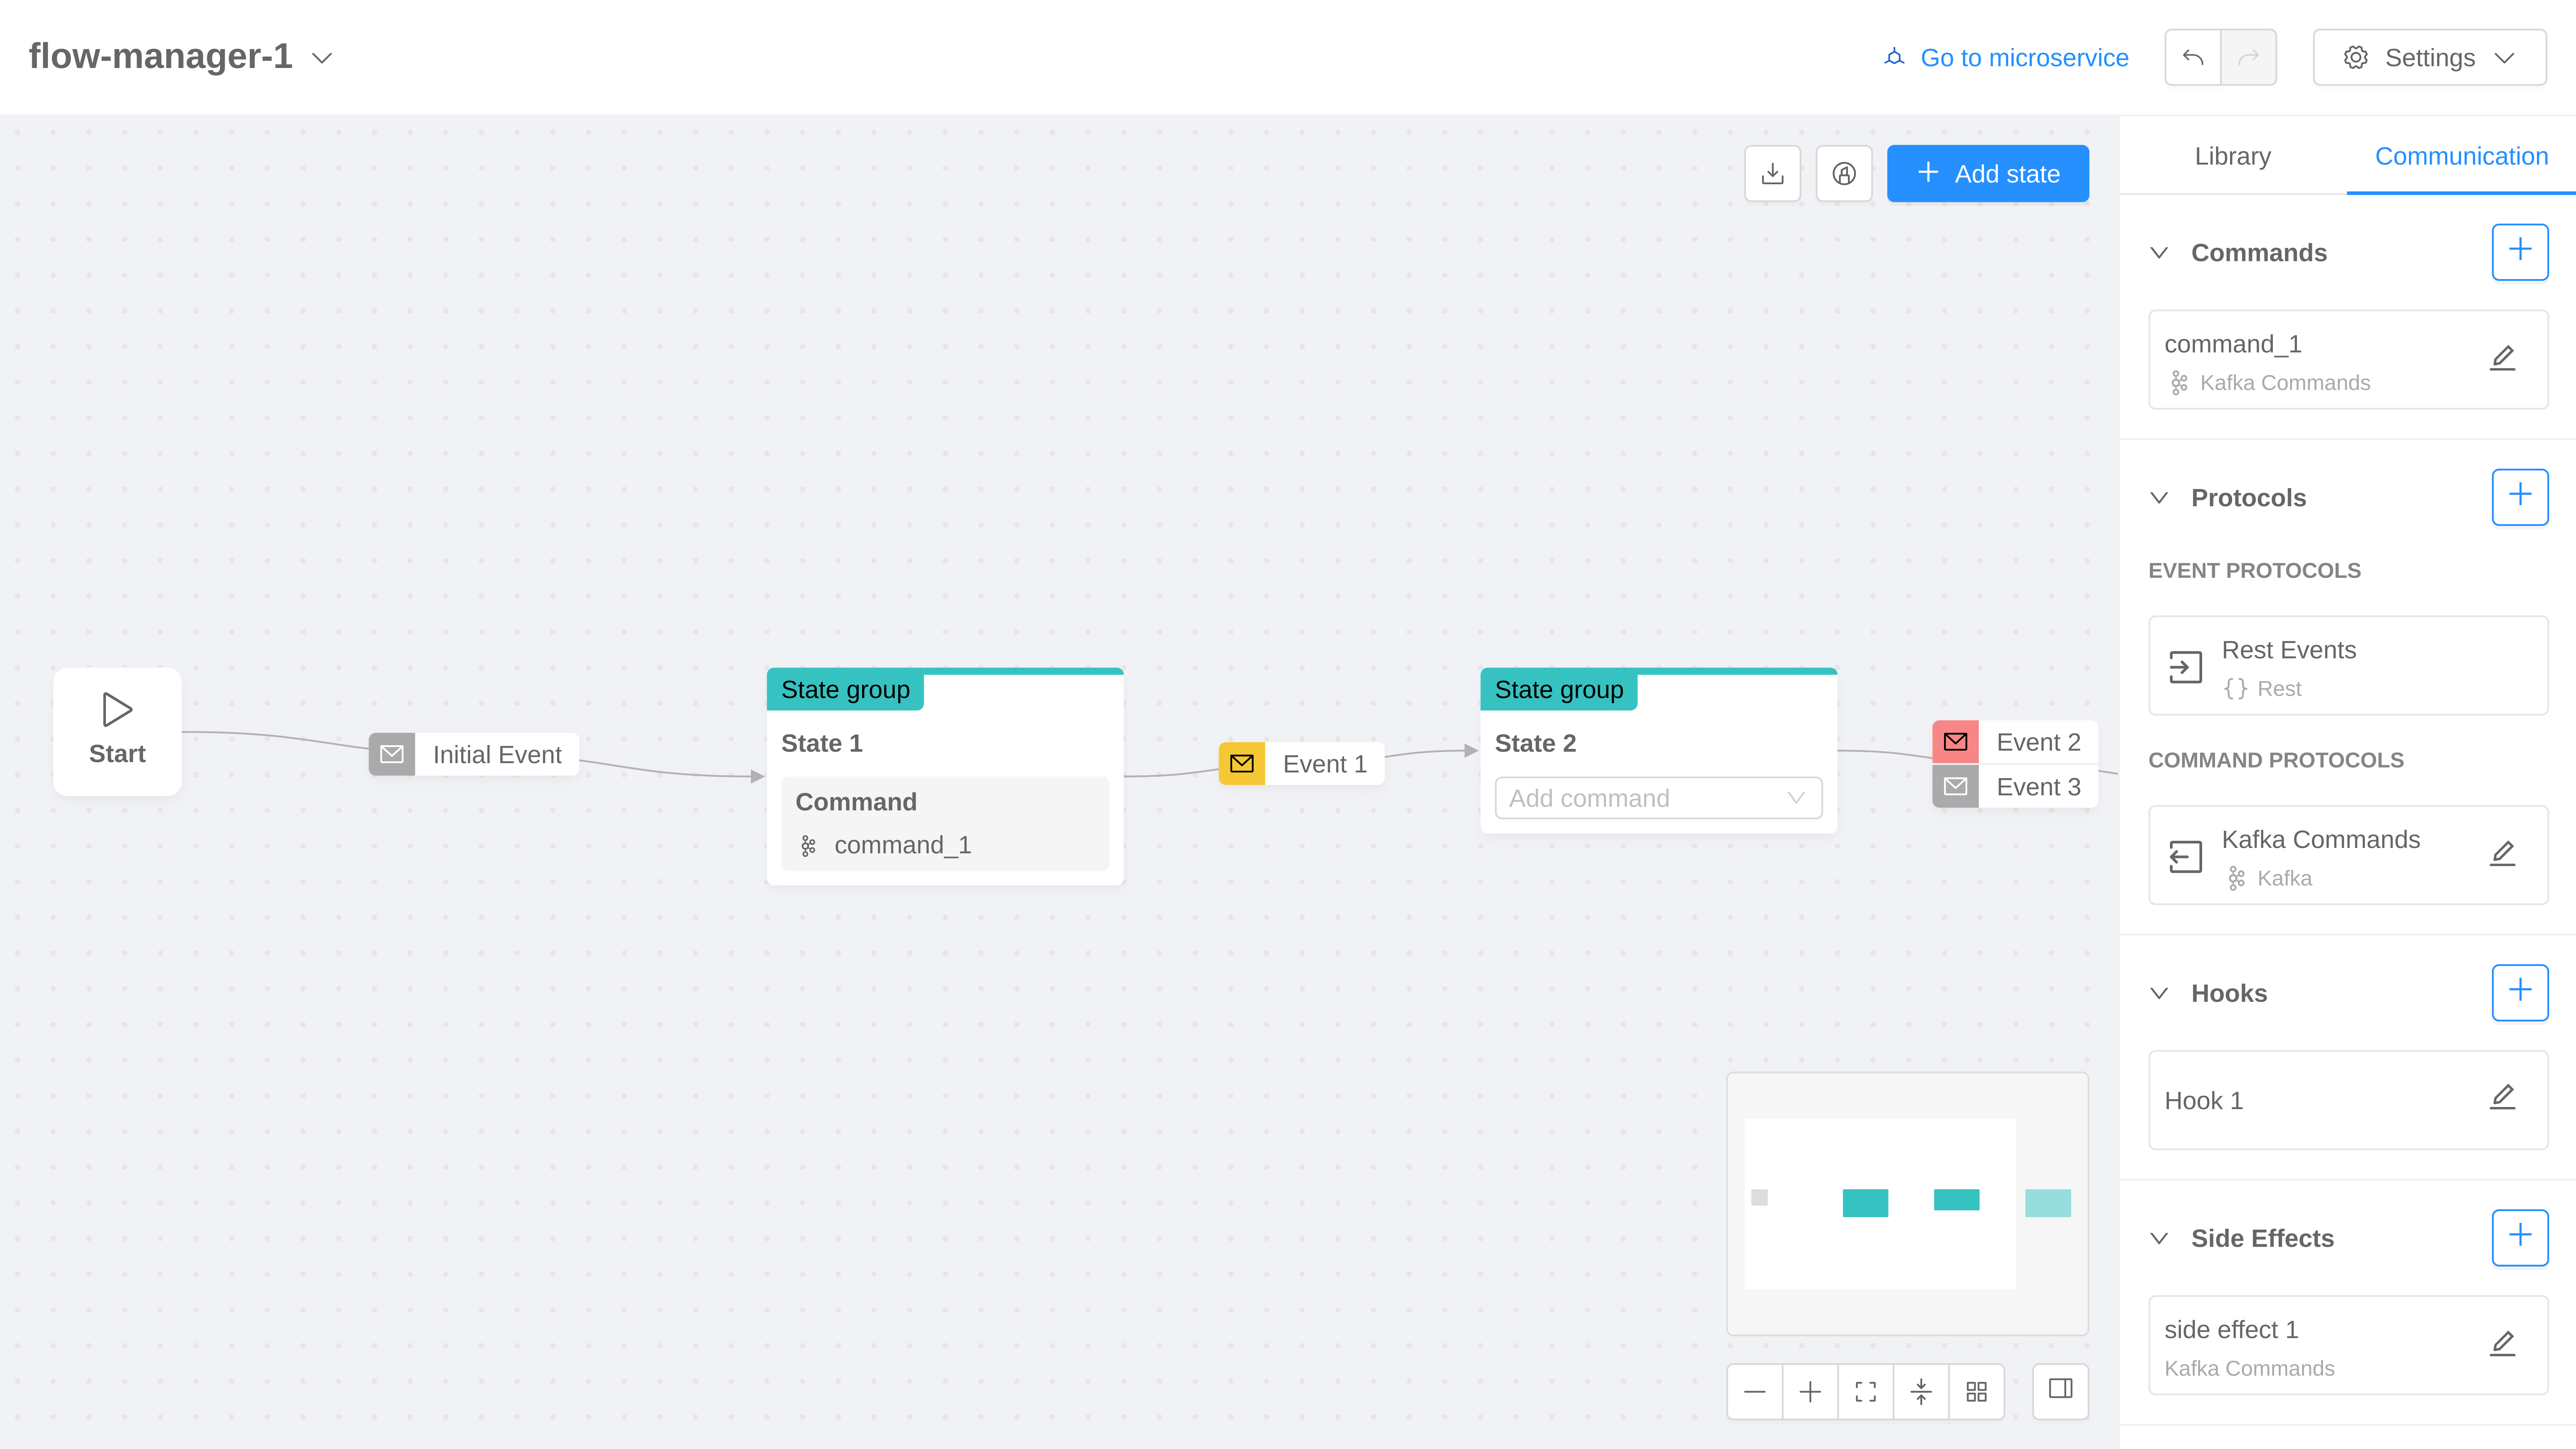 flow-manager-1
Go to microservice
Settings
Add state
Start
Initial Event
State group
State 1
Command
command_1
Event 1
State group
State 2
Add command
Event 2
Event 3
Library
Communication
Commands
command_1
Kafka Commands
Protocols
EVENT PROTOCOLS
Rest Events
{} Rest
COMMAND PROTOCOLS
Kafka Commands
Kafka
Hooks
Hook 1
Side Effects
side effect 1
Kafka Commands